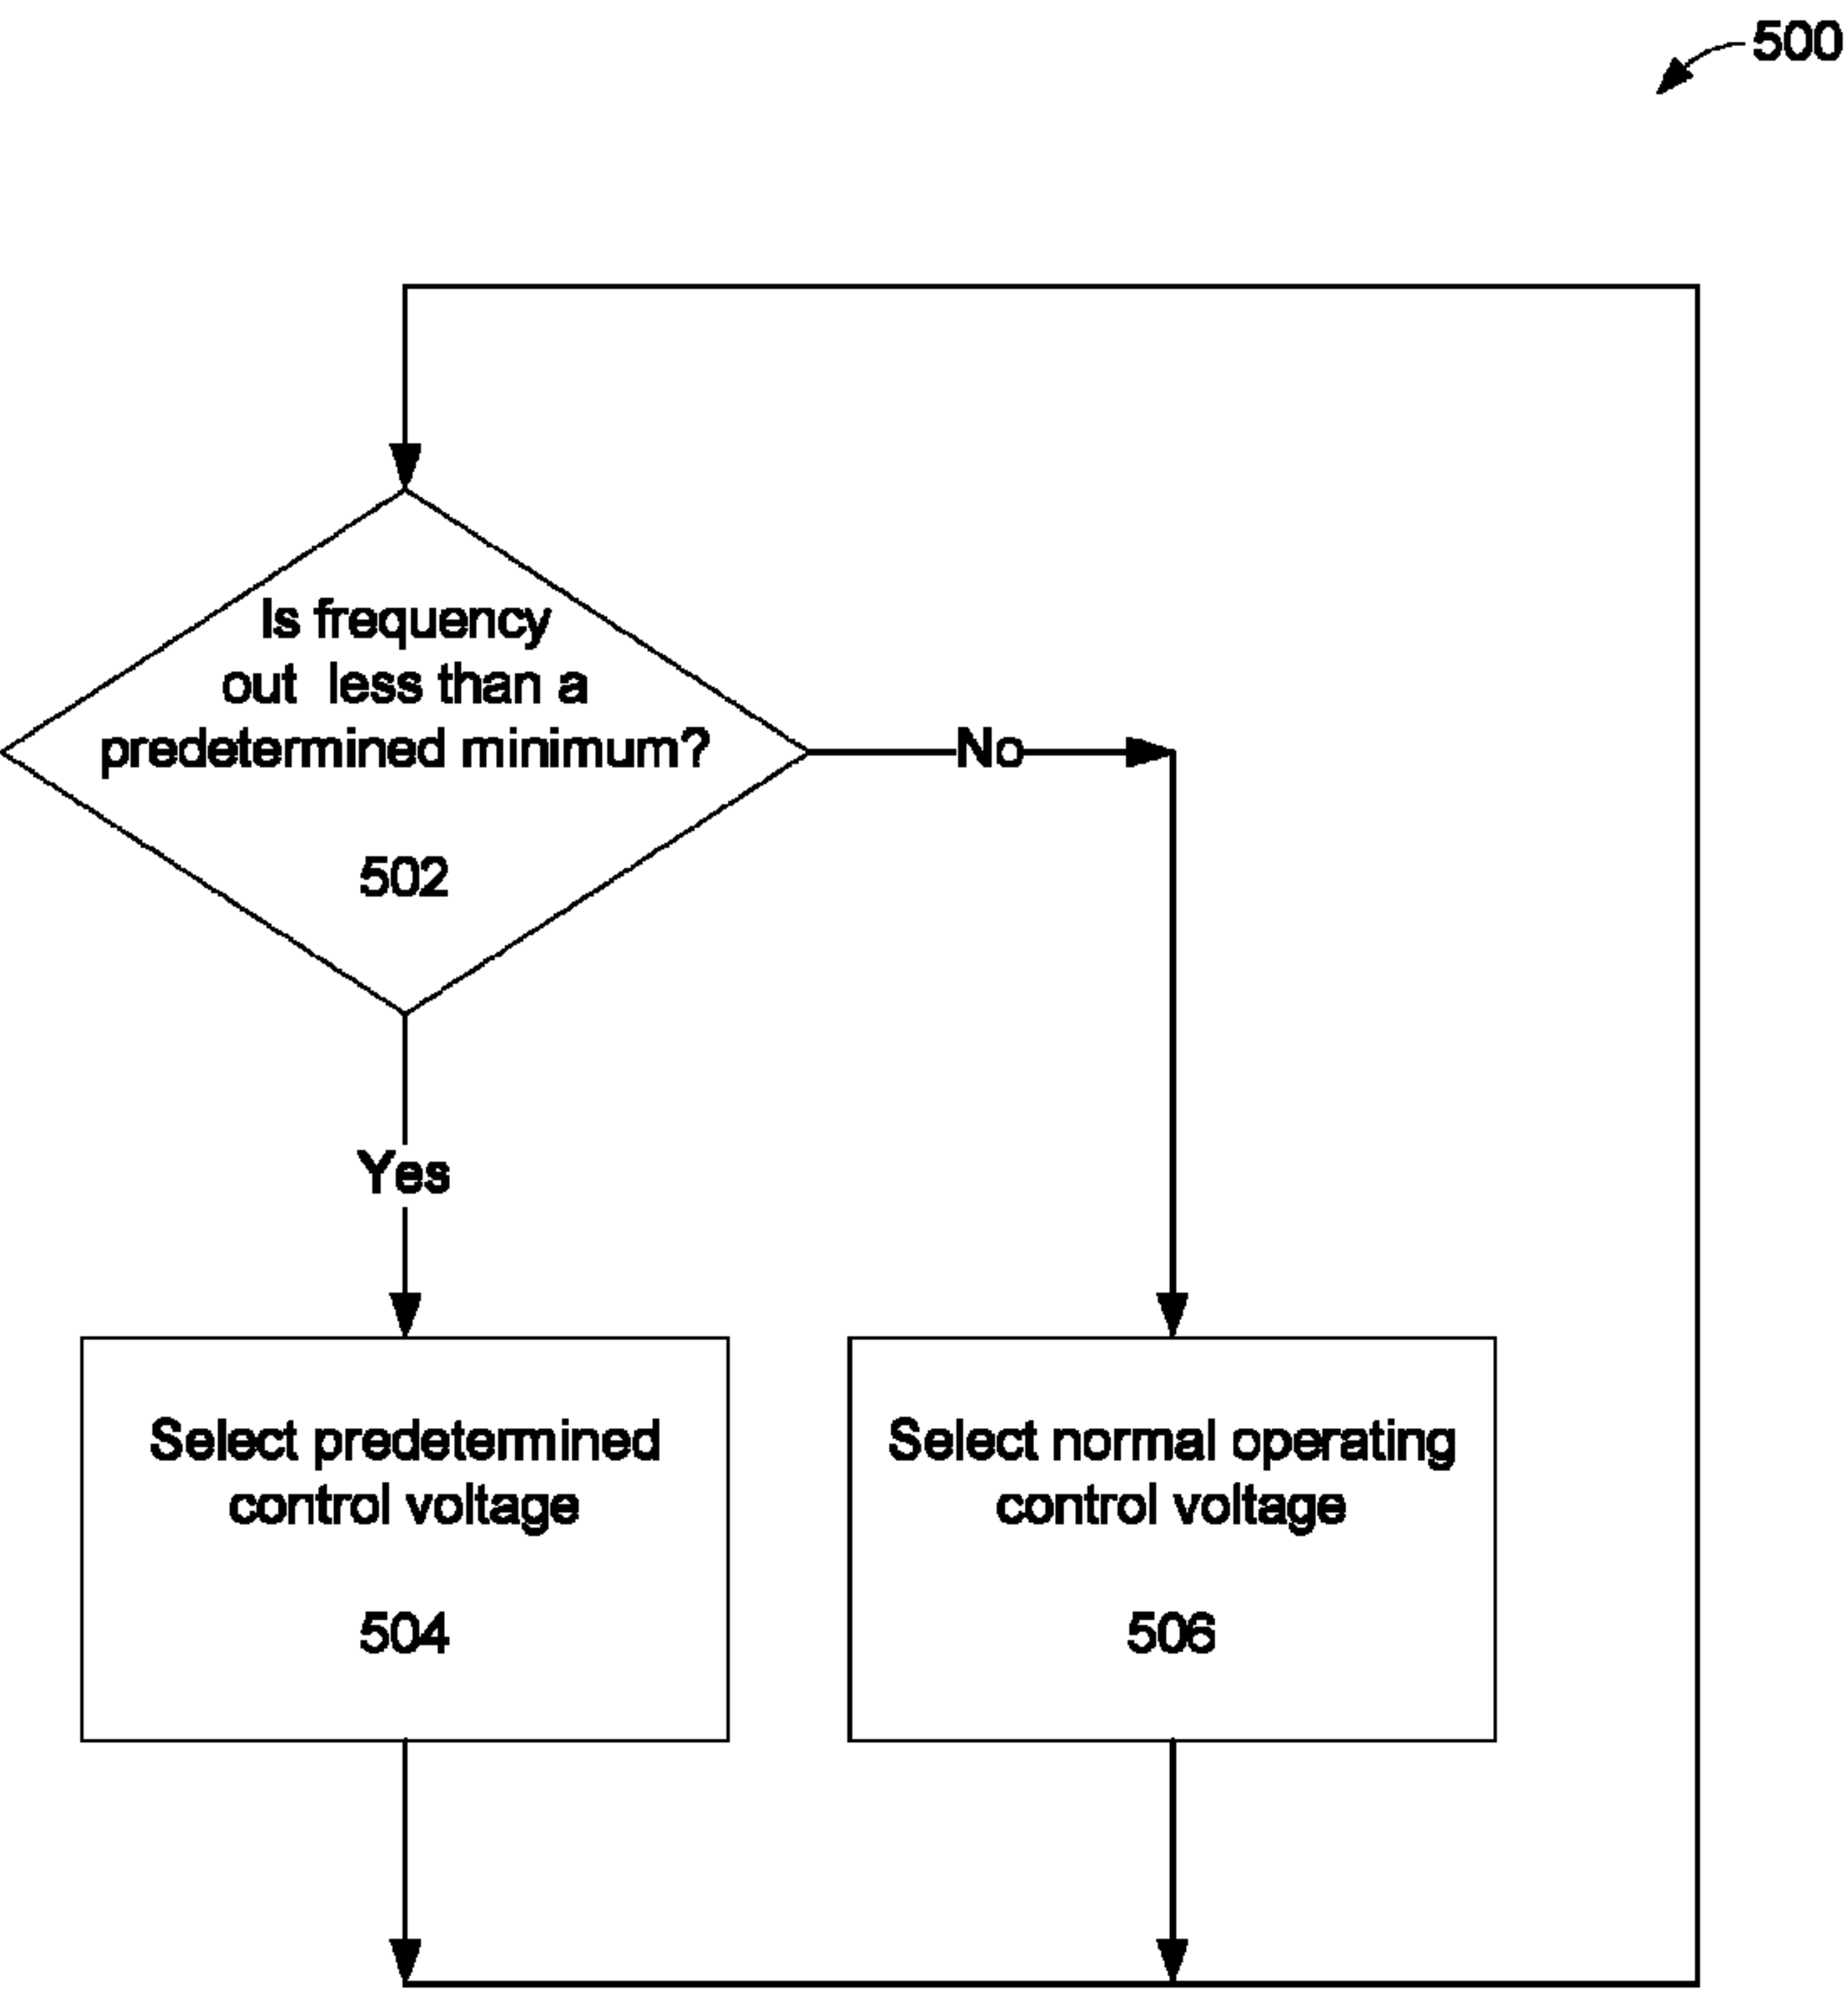 500
Is frequency
out less than a
predetermined minimum?
502
No
Yes
Select predetermined
control voltage
504
Select normal operating
control voltage
506